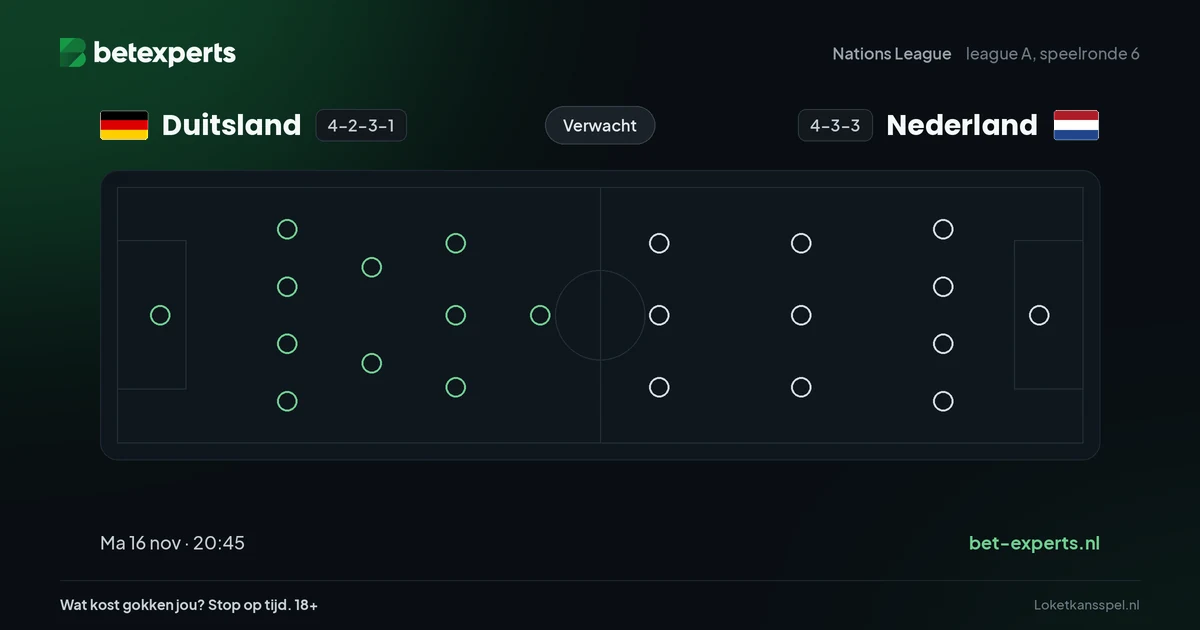 betexperts
Nations League league A, speelronde 6
Duitsland 4-2-3-1 Verwacht 4-3-3 Nederland
Ma 16 nov · 20:45
bet-experts.nl
Wat kost gokken jou? Stop op tijd. 18+
Loketkansspel.nl